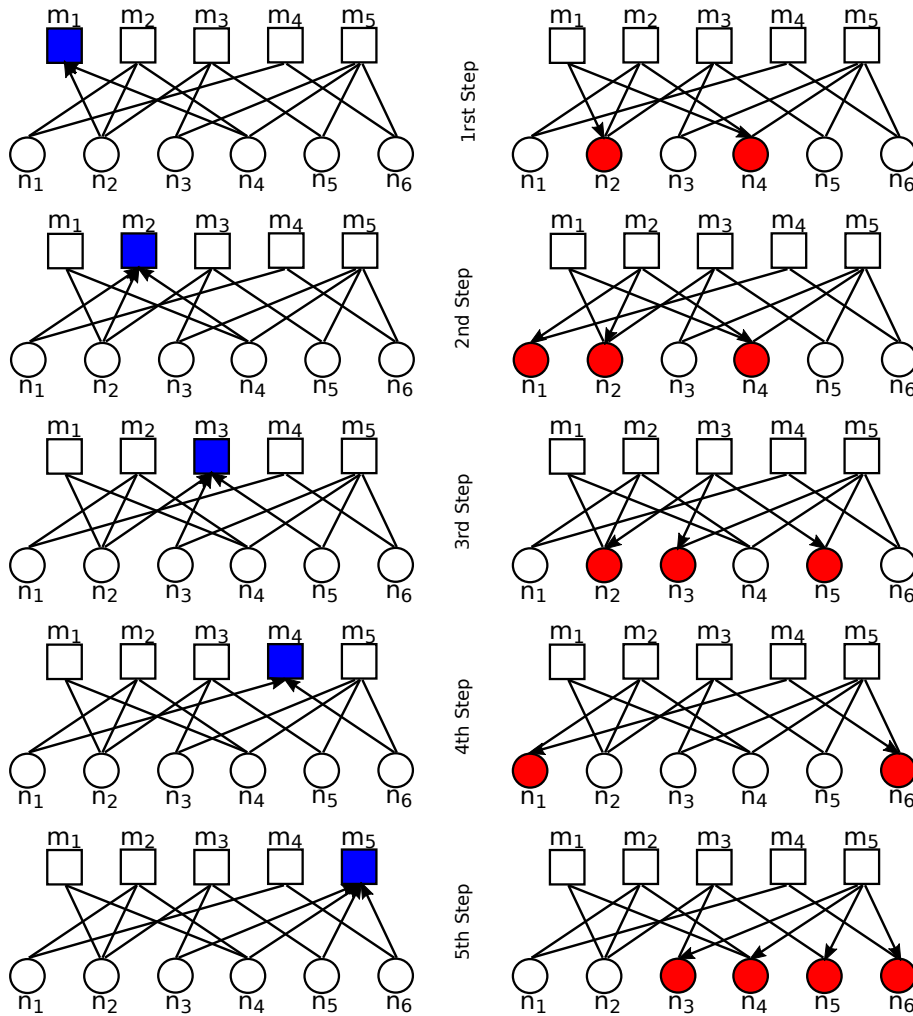 m1 m2 m3 m4 m5 m1 m2 m3 m4 m5
1rst Step
n1 n2 n3 n4 n5 n6 n1 n2 n3 n4 n5 n6
m1 m2 m3 m4 m5 m1 m2 m3 m4 m5
2nd Step
n1 n2 n3 n4 n5 n6 n1 n2 n3 n4 n5 n6
m1 m2 m3 m4 m5 m1 m2 m3 m4 m5
3rd Step
n1 n2 n3 n4 n5 n6 n1 n2 n3 n4 n5 n6
m1 m2 m3 m4 m5 m1 m2 m3 m4 m5
4th Step
n1 n2 n3 n4 n5 n6 n1 n2 n3 n4 n5 n6
m1 m2 m3 m4 m5 m1 m2 m3 m4 m5
5th Step
n1 n2 n3 n4 n5 n6 n1 n2 n3 n4 n5 n6